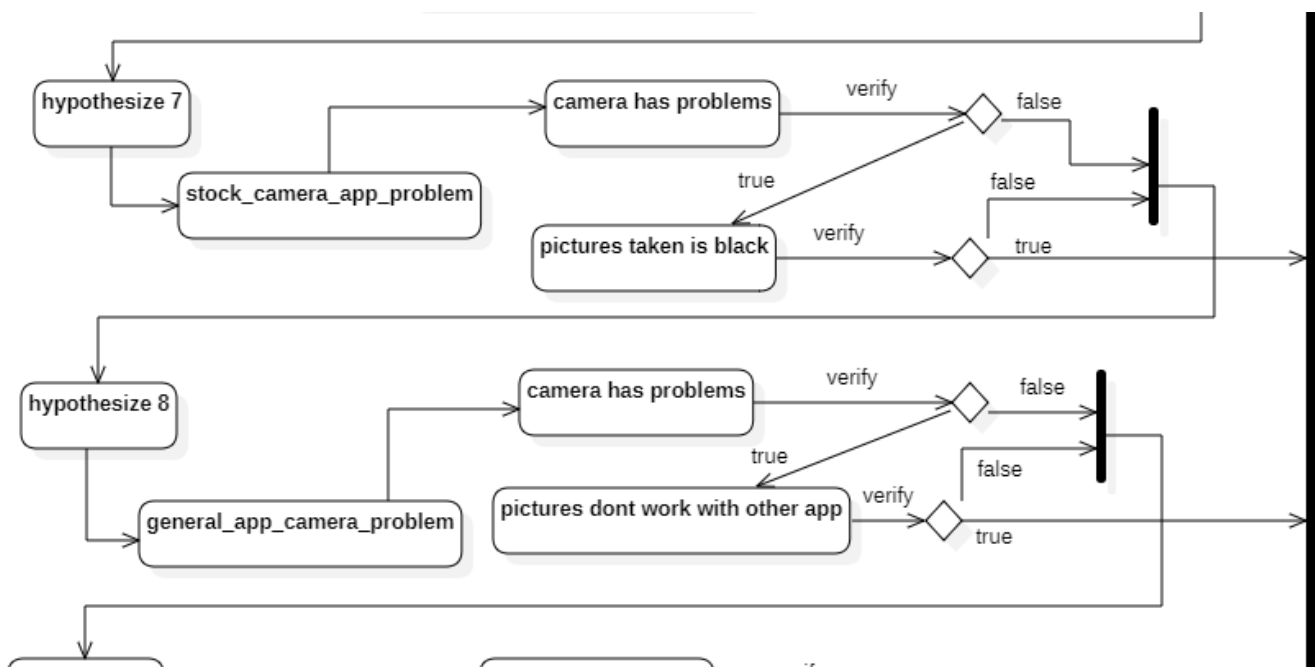 hypothesize 7
camera has problems
verify
false
stock_camera_app_problem
true
false
pictures taken is black
verify
true
hypothesize 8
camera has problems
verify
false
general_app_camera_problem
true
false
pictures dont work with other app
verify
true